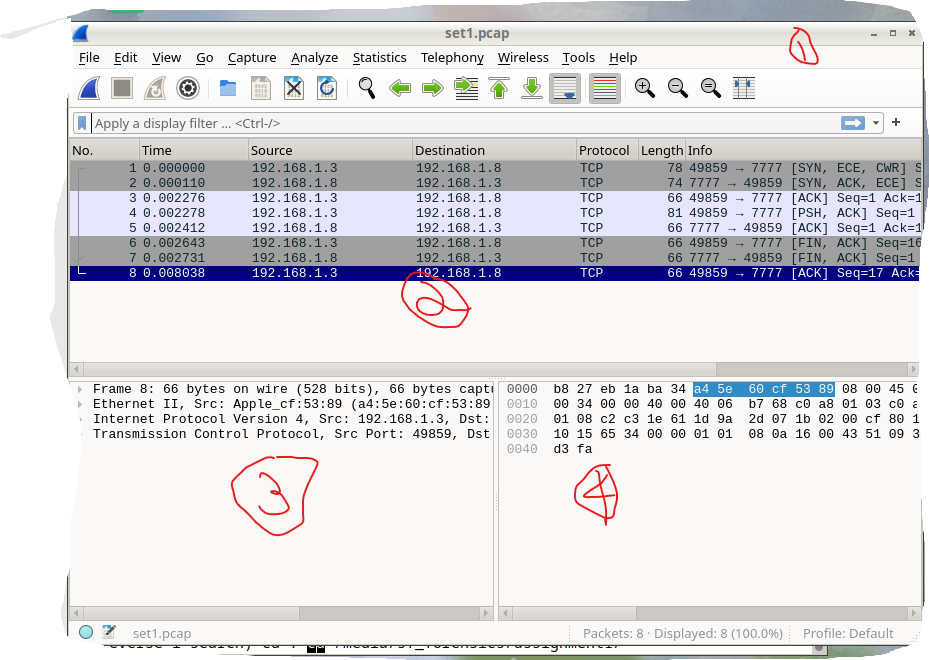 set1.pcap
1
File Edit View Go Capture Analyze Statistics Telephony Wireless Tools Help
Apply a display filter ... <Ctrl-/>
No. Time Source Destination Protocol Length Info
1 0.000000 192.168.1.3 192.168.1.8 TCP 78 49859 → 7777 [SYN, ECE, CWR] S
2 0.000110 192.168.1.8 192.168.1.3 TCP 74 7777 → 49859 [SYN, ACK, ECE] S
3 0.002276 192.168.1.3 192.168.1.8 TCP 66 49859 → 7777 [ACK] Seq=1 Ack=1
4 0.002278 192.168.1.3 192.168.1.8 TCP 81 49859 → 7777 [PSH, ACK] Seq=1
5 0.002412 192.168.1.8 192.168.1.3 TCP 66 7777 → 49859 [ACK] Seq=1 Ack=1
6 0.002643 192.168.1.3 192.168.1.8 TCP 66 49859 → 7777 [FIN, ACK] Seq=16
7 0.002731 192.168.1.8 192.168.1.3 TCP 66 7777 → 49859 [FIN, ACK] Seq=1
8 0.008038 192.168.1.3 192.168.1.8 TCP 66 49859 → 7777 [ACK] Seq=17 Ack=
2
Frame 8: 66 bytes on wire (528 bits), 66 bytes captu
Ethernet II, Src: Apple_cf:53:89 (a4:5e:60:cf:53:89
Internet Protocol Version 4, Src: 192.168.1.3, Dst:
Transmission Control Protocol, Src Port: 49859, Dst
3
0000 b8 27 eb 1a ba 34 a4 5e 60 cf 53 89 08 00 45 0
0010 00 34 00 00 40 00 40 06 b7 68 c0 a8 01 03 c0 a
0020 01 08 c2 c3 1e 61 1d 9a 2d 07 1b 02 00 cf 80 1
0030 10 15 65 34 00 00 01 01 08 0a 16 00 43 51 09 3
0040 d3 fa
4
set1.pcap Packets: 8 · Displayed: 8 (100.0%) Profile: Default